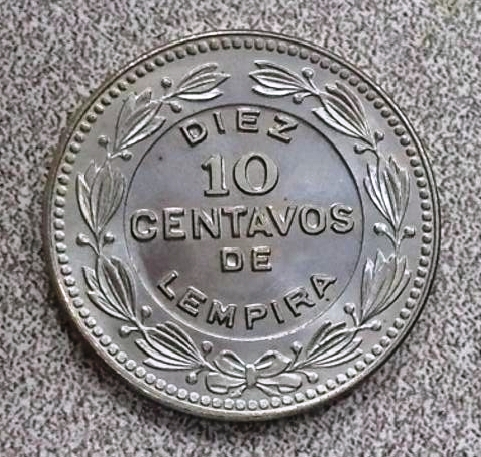 DIEZ
10
CENTAVOS
DE
LEMPIRA